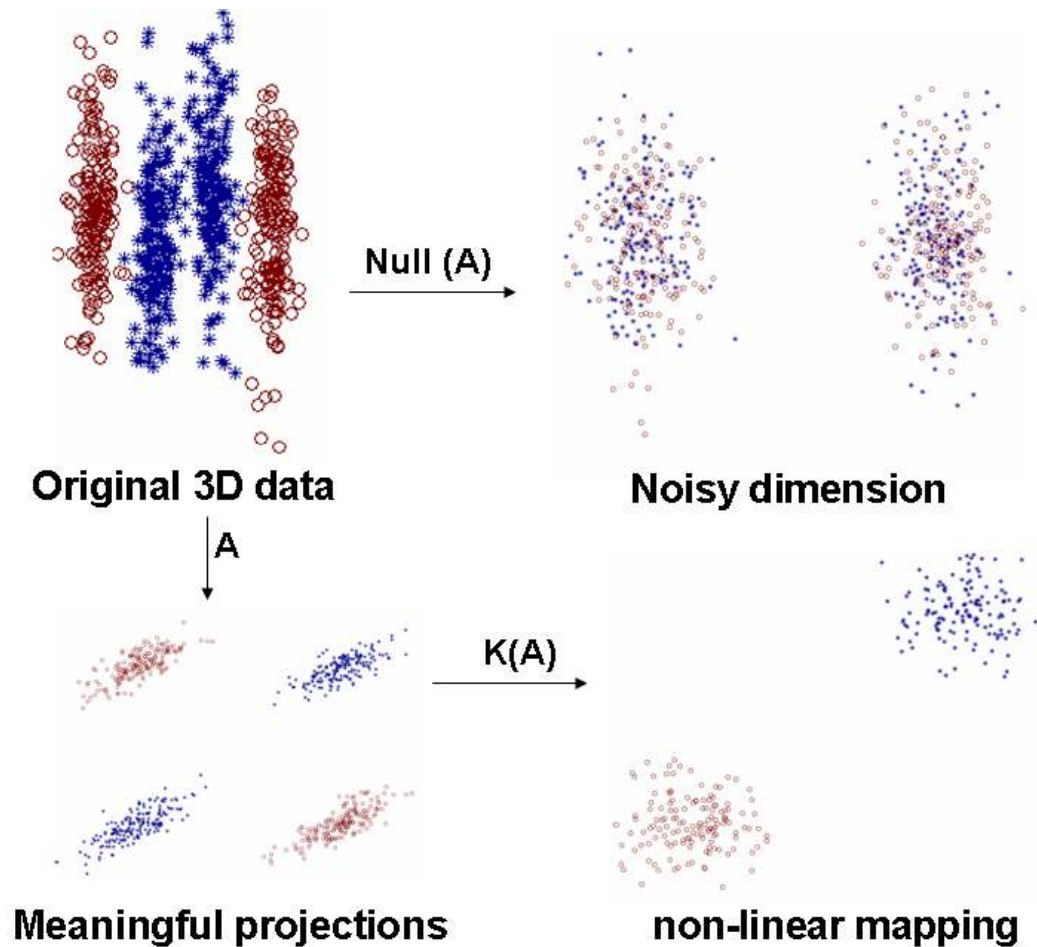 Null (A)
Original 3D data
Noisy dimension
A
K(A)
Meaningful projections
non-linear mapping